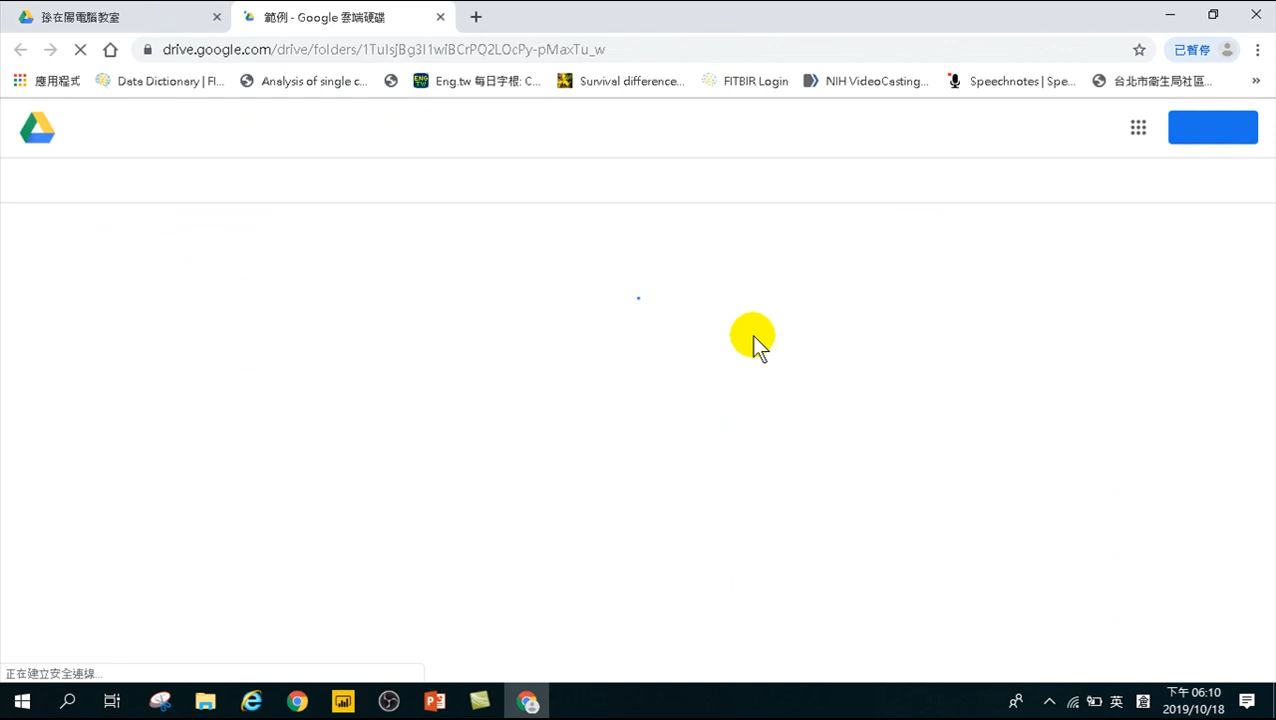 除在陽電腦教室
範例 - Google 雲端硬碟
drive.google.com/drive/folders/1TuIsjBg3I1wiBCrPQ2LOcPy-pMaxTu_w
已暫停
應用程式
Data Dictionary | FI...
Analysis of single c...
Eng.tw 每日字根: C...
Survival difference...
FITBIR Login
NIH VideoCasting...
Speechnotes | Spe...
台北市衛生局社區...
正在建立安全連線...
英
倉
下午 06:10
2019/10/18